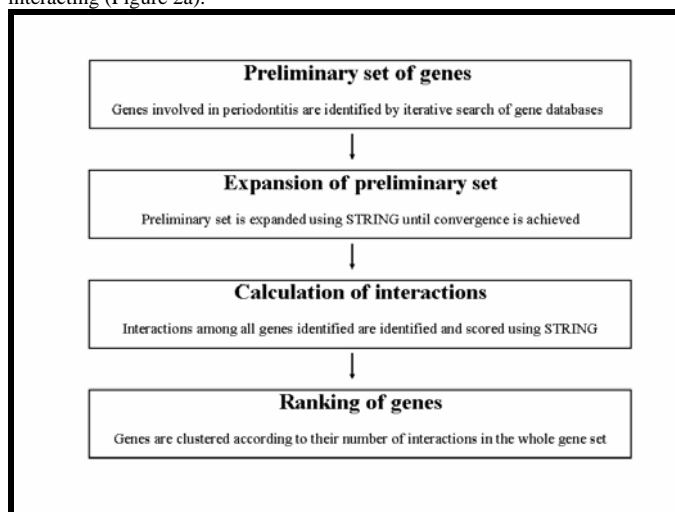 interacting (Figure 2a).
Preliminary set of genes
Genes involved in periodontitis are identified by iterative search of gene databases
Expansion of preliminary set
Preliminary set is expanded using STRING until convergence is achieved
Calculation of interactions
Interactions among all genes identified are identified and scored using STRING
Ranking of genes
Genes are clustered according to their number of interactions in the whole gene set